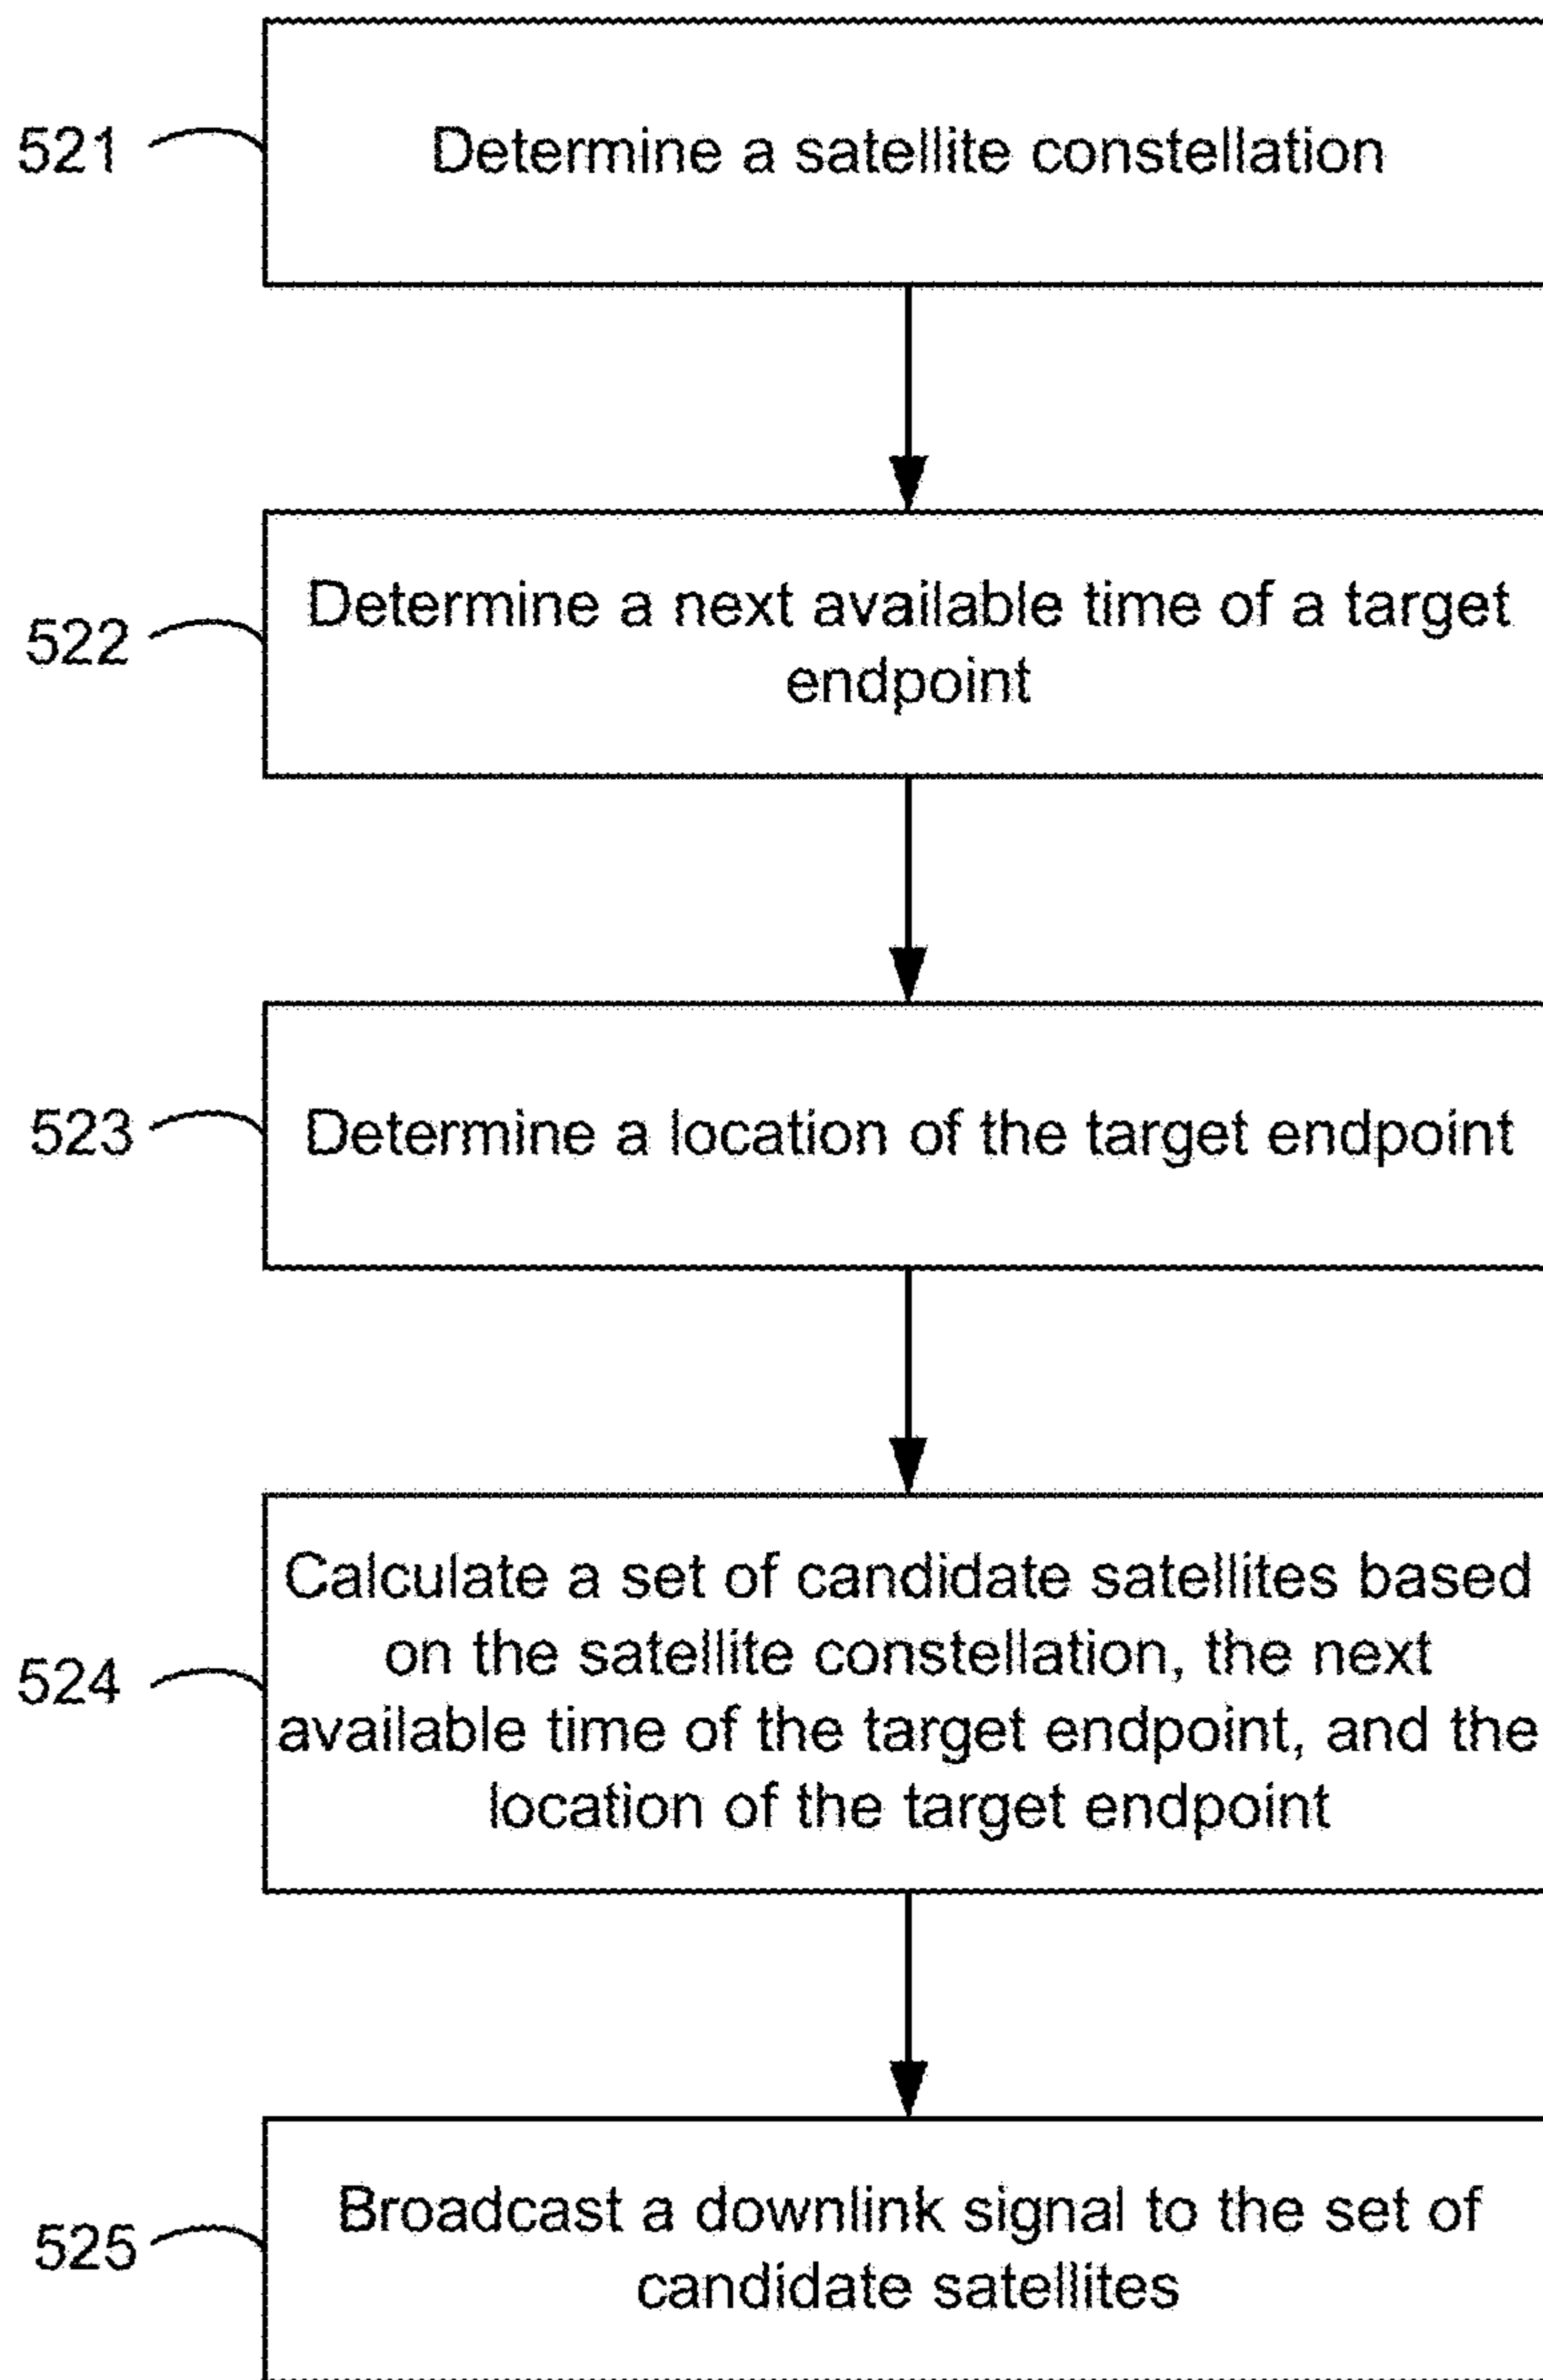 521
Determine a satellite constellation
522
Determine a next available time of a target
endpoint
523
Determine a location of the target endpoint
524
Calculate a set of candidate satellites based
on the satellite constellation, the next
available time of the target endpoint, and the
location of the target endpoint
525
Broadcast a downlink signal to the set of
candidate satellites